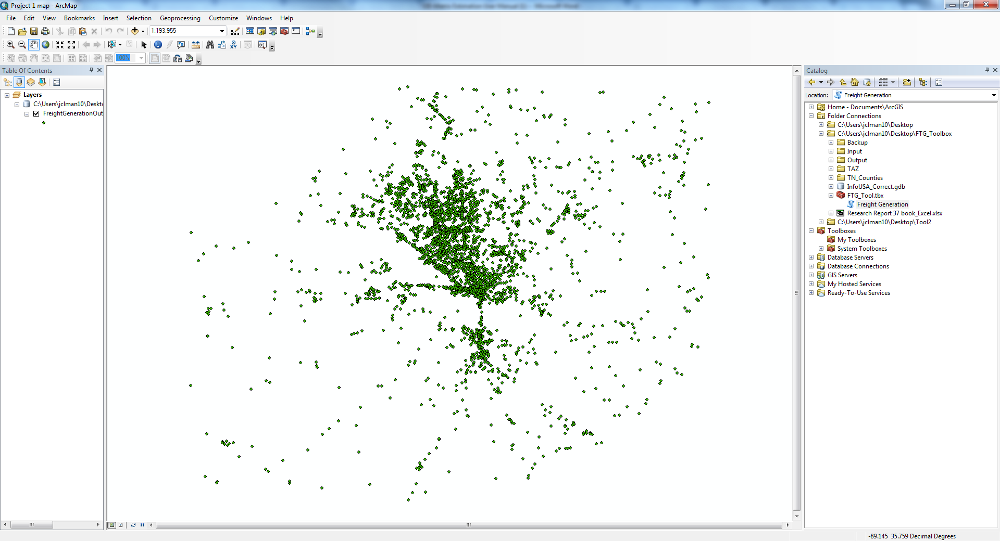 Project 1 map - ArcMap
File Edit View Bookmarks Insert Selection Geoprocessing Customize Windows Help
1:193,955
100%
Table Of Contents
Layers
C:\Users\jclman10\Deskt
FreightGenerationOut
Catalog
Location: Freight Generation
Home - Documents\ArcGIS
Folder Connections
C:\Users\jclman10\Desktop
C:\Users\jclman10\Desktop\FTG_Toolbox
Backup
Input
Output
TAZ
TN_Counties
InfoUSA_Correct.gdb
FTG_Tool.tbx
Freight Generation
Research Report 37 book_Excel.xlsx
C:\Users\jclman10\Desktop\Tool2
Toolboxes
My Toolboxes
System Toolboxes
Database Servers
Database Connections
GIS Servers
My Hosted Services
Ready-To-Use Services
-89.145 35.759 Decimal Degrees